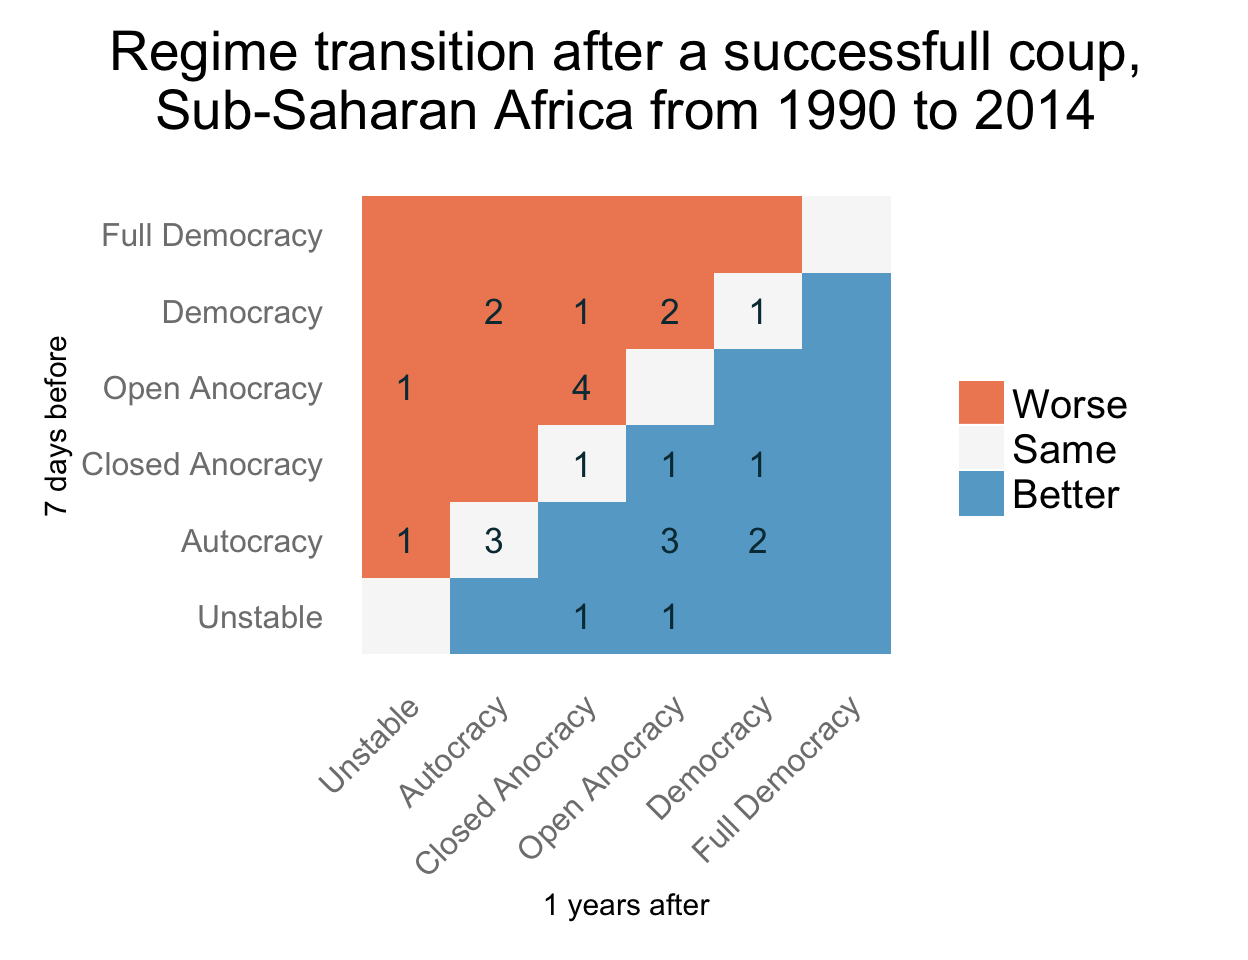 Regime transition after a successfull coup,
Sub-Saharan Africa from 1990 to 2014
Full Democracy
Democracy 2 1 2 1
Open Anocracy 1 4
Closed Anocracy 1 1 1
Autocracy 1 3 3 2
Unstable 1 1
7 days before
Unstable
Autocracy
Closed Anocracy
Open Anocracy
Democracy
Full Democracy
1 years after
Worse
Same
Better